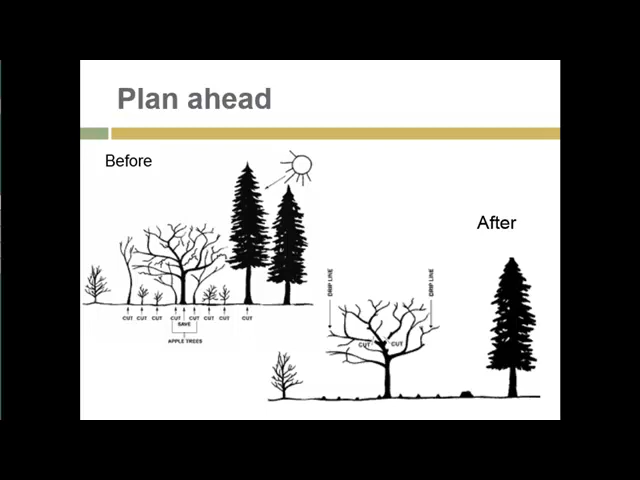 Plan ahead
Before
After
CUT CUT CUT CUT CUT CUT CUT CUT
SAVE
APPLE TREES
DRIP LINE
DRIP LINE
CUT CUT